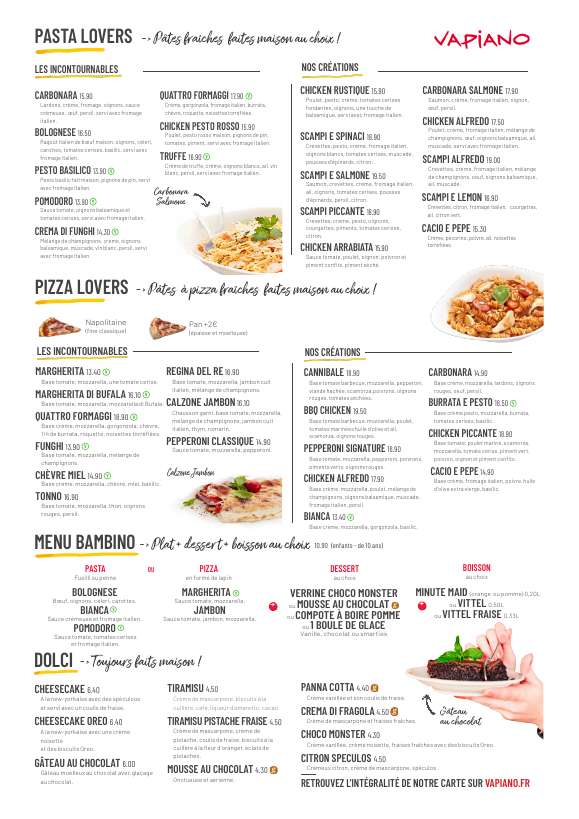 PASTA LOVERS --> Pâtes fraîches faites maison au choix !
VAPIANO
LES INCONTOURNABLES
CARBONARA 15.90
Lardons, crème, fromage, oignons, sauce
crémeuse, œuf, persil, servi avec fromage
italien.
BOLOGNESE 16.50
Ragoût italien de bœuf maison, oignons, céleri,
carottes, tomates cerises, basilic, servi avec
fromage italien.
PESTO BASILICO 13.90
Pesto basilic fait maison, pignons de pin, servi
avec fromage italien.
POMODORO 13.90
Sauce tomate, oignons balsamique et
tomates cerises, servi avec fromage italien.
CREMA DI FUNGHI 14.30
Mélange de champignons, crème, oignons,
balsamique, muscade, vin blanc, persil, servi
avec fromage italien.
QUATTRO FORMAGGI 17.90
Crème, gorgonzola, fromage italien, burrata,
chèvre, roquette, noisettes torréfiées.
CHICKEN PESTO ROSSO 15.90
Poulet, pesto rosso maison, pignons de pin,
tomates, piment, servi avec fromage italien.
TRUFFE 16.90
Crème de truffe, crème, oignons blancs, ail, vin
blanc, persil, servi avec fromage italien.
Carbonara
Salmone
NOS CRÉATIONS
CHICKEN RUSTIQUE 15.90
Poulet, pesto, crème, tomates cerises
fondantes, oignons, une touche de
balsamique, servi avec fromage italien.
SCAMPI E SPINACI 18.90
Crevettes, pesto, crème, fromage italien,
oignons blancs, tomates cerises, muscade,
pousses d'épinards, citron.
SCAMPI E SALMONE 19.50
Saumon, crevettes, crème, fromage italien,
ail, oignons, tomates cerises, pousses
d'épinards, persil, citron.
SCAMPI PICCANTE 18.90
Crevettes, crème, pesto, oignons,
courgettes, piments, tomates cerises,
citron.
CHICKEN ARRABIATA 15.90
Sauce tomate, poulet, oignon, poivron et
piment confits, piment sèche.
CARBONARA SALMONE 17.90
Saumon, crème, fromage italien, oignon,
œuf, persil.
CHICKEN ALFREDO 17.50
Poulet, crème, fromage italien, mélange de
champignons, œuf, oignons balsamique,
ail, muscade, persil.
SCAMPI ALFREDO 19.00
Crevettes, crème, fromage italien, mélange
de champignons, œuf, oignons balsamique,
ail, muscade.
SCAMPI E LEMON 18.90
Crevettes, citron, fromage italien, courgettes,
ail, citron vert.
CACIO E PEPE 15.30
Crème, pecorino, poivre, ail, noisettes
torréfiées.
PIZZA LOVERS --> Pâtes à pizza fraîches faites maison au choix !
Napolitaine
(fine classique)
Pan +2€
(épaisse et moelleuse)
LES INCONTOURNABLES
MARGHERITA 13.40
Base tomate, mozzarella, une tomate cerise.
MARGHERITA DI BUFALA 16.10
Base tomate, mozzarella, mozzarella di Bufala.
QUATTRO FORMAGGI 18.90
Base crème, mozzarella, gorgonzola, chèvre,
1/4 de burrata, roquette, noisettes torréfiées.
FUNGHI 13.90
Base tomate, mozzarella, mélange de
champignons.
CHÈVRE MIEL 14.90
Base crème, mozzarella, chèvre, miel, basilic.
TONNO 16.90
Base tomate, mozzarella, thon, oignons
rouges, persil.
REGINA DEL RE 16.90
Base tomate, mozzarella, jambon cuit
italien, mélange de champignons.
CALZONE JAMBON 16.10
Chausson garni, base tomate, mozzarella,
mélange de champignons, jambon cuit
italien, thym, romarin.
PEPPERONI CLASSIQUE 14.90
Sauce tomate, mozzarella, pepperoni.
Calzone Jambon
NOS CRÉATIONS
CANNIBALE 18.90
Base tomate barbecue, mozzarella, pepperoni,
viande hachée, scamorza poivrons, oignons
rouges, tomates séchées.
BBQ CHICKEN 19.50
Base tomate barbecue, mozzarella, poulet,
tomates marinées huile d'olive et ail,
scamorza, oignons rouges.
PEPPERONI SIGNATURE 18.90
Base tomate, mozzarella, pepperoni, poivrons,
piments verts, oignons rouges.
CHICKEN ALFREDO 17.90
Base crème, mozzarella, poulet, mélange de
champignons, oignons balsamique, muscade,
fromage italien, persil.
BIANCA 13.40
Base crème, mozzarella, gorgonzola, basilic.
CARBONARA 14.90
Base crème, mozzarella, lardons, oignons
rouges, œuf, persil.
BURRATA E PESTO 18.50
Base crème pesto, mozzarella, burrata,
tomates cerises, basilic.
CHICKEN PICCANTE 18.90
Base tomate, poulet mariné, scamorza,
mozzarella, tomate cerise, piment vert,
poivron, oignons et piment confits.
CACIO E PEPE 14.90
Base crème, fromage italien, poivre, huile
d'olive extra vierge, basilic.
MENU BAMBINO --> Plat + dessert + boisson au choix 10.90 (enfants - de 10 ans)
PASTA
Fusilli ou penne
BOLOGNESE
Bœuf, oignons, céleri, carottes.
BIANCA
Sauce crémeuse et fromage italien.
POMODORO
Sauce tomate, tomates cerises
et fromage italien.
OU
PIZZA
en forme de lapin
MARGHERITA
Sauce tomate, mozzarella.
JAMBON
Sauce tomate, jambon, mozzarella.
DESSERT
au choix
VERRINE CHOCO MONSTER
ou MOUSSE AU CHOCOLAT
ou COMPOTE À BOIRE POMME
ou 1 BOULE DE GLACE
Vanille, chocolat ou smarties
BOISSON
au choix
MINUTE MAID (orange ou pomme) 0,20L
ou VITTEL 0.50L
ou VITTEL FRAISE 0.33L
DOLCI --> Toujours faits maison !
CHEESECAKE 6.40
À la new-yorkaise avec des spéculoos
et servi avec un coulis de fraise.
CHEESECAKE OREO 6.40
À la new-yorkaise avec une crème
noisette
et des biscuits Oreo.
GÂTEAU AU CHOCOLAT 6.00
Gâteau moelleux au chocolat avec glaçage
au chocolat.
TIRAMISU 4.50
Crème de mascarpone, biscuits à la
cuillère, café, liqueur d'amaretto, cacao.
TIRAMISU PISTACHE FRAISE 4.50
Crème de mascarpone, crème de
pistache, coulis de fraise, biscuits à la
cuillère à la fleur d'oranger, éclats de
pistaches.
MOUSSE AU CHOCOLAT 4.30
Onctueuse et aérienne.
PANNA COTTA 4.40
Crème vanillée et son coulis de fraise.
CREMA DI FRAGOLA 4.50
Crème de mascarpone et fraises fraîches.
CHOCO MONSTER 4.30
Crème vanillée, crème noisette, fraises fraîches avec des biscuits Oreo.
CITRON SPECULOS 4.50
Crémeux citron, crème de mascarpone, spéculos.
Gâteau
au chocolat
RETROUVEZ L'INTÉGRALITÉ DE NOTRE CARTE SUR VAPIANO.FR